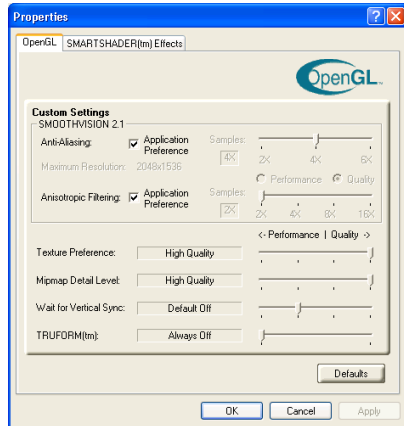 Properties
OpenGL SMARTSHADER(tm) Effects
OpenGL
Custom Settings
SMOOTHVISION 2.1
Anti-Aliasing: Application Preference Samples: 4X
2X 4X 6X
Maximum Resolution: 2048x1536
Performance Quality
Anisotropic Filtering: Application Preference Samples: 2X
2X 4X 8X 16X
<- Performance | Quality ->
Texture Preference: High Quality
Mipmap Detail Level: High Quality
Wait for Vertical Sync: Default Off
TRUFORM(tm): Always Off
Defaults
OK Cancel Apply